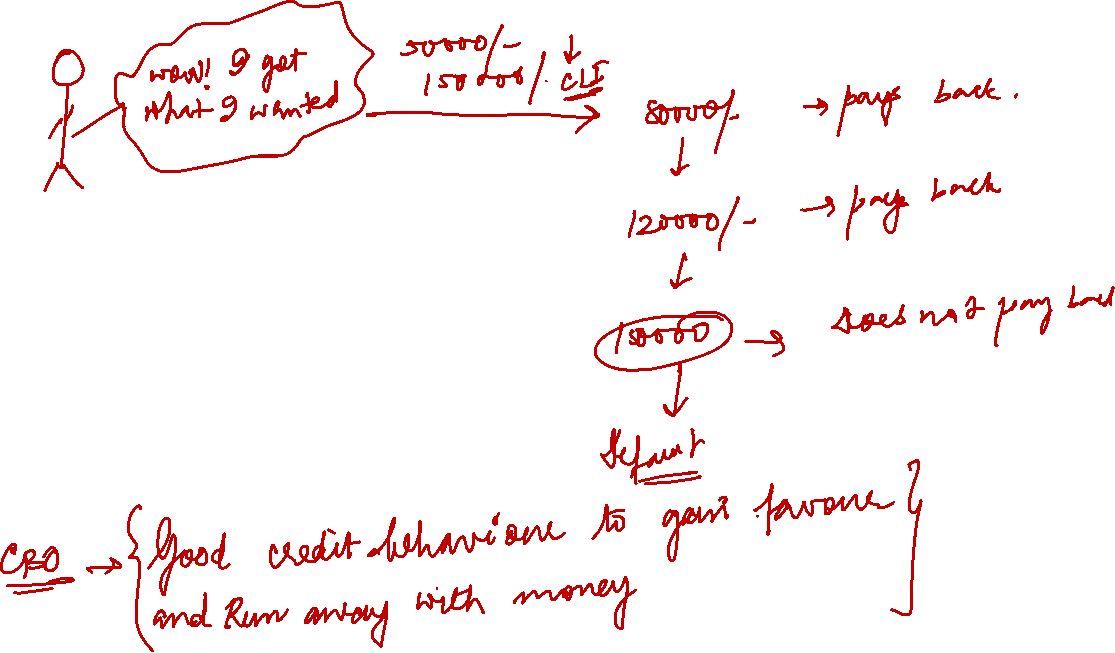 wow! I got
what I wanted
50000/-
150000/- CLI
80000/- → pays back.
120000/- → pays back
150000 → does not pay back
Default
CRO → { Good credit behaviour to gain favour
and Run away with money }